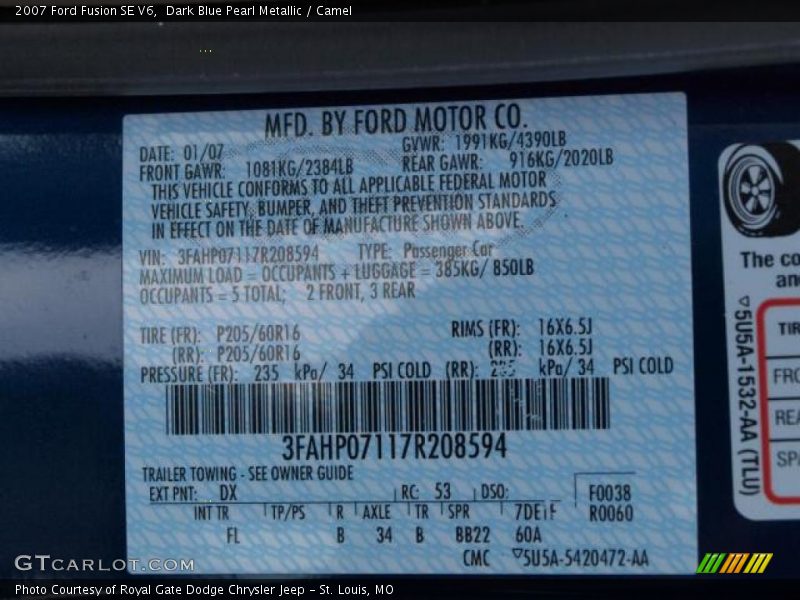 2007 Ford Fusion SE V6,  Dark Blue Pearl Metallic / Camel
MFD. BY FORD MOTOR CO.
DATE: 01/07 GVWR: 1991KG/4390LB
FRONT GAWR: 1081KG/2384LB REAR GAWR: 916KG/2020LB
THIS VEHICLE CONFORMS TO ALL APPLICABLE FEDERAL MOTOR
VEHICLE SAFETY, BUMPER, AND THEFT PREVENTION STANDARDS
IN EFFECT ON THE DATE OF MANUFACTURE SHOWN ABOVE.
VIN: 3FAHP07117R208594 TYPE: Passenger Car
MAXIMUM LOAD = OCCUPANTS + LUGGAGE = 385KG/ 850LB
OCCUPANTS = 5 TOTAL; 2 FRONT, 3 REAR
TIRE (FR): P205/60R16 RIMS (FR): 16X6.5J
(RR): P205/60R16 (RR): 16X6.5J
PRESSURE (FR): 235 kPa/ 34 PSI COLD (RR): 235 kPa/ 34 PSI COLD
3FAHP07117R208594
TRAILER TOWING - SEE OWNER GUIDE
EXT PNT: DX RC: 53 DSO: F0038
INT TR TP/PS R AXLE TR SPR R0060
FL B 34 B BB22 60A
CMC ▽5U5A-5420472-AA
The co
an
▽5U5A-1532-AA (TLU)
TIR
FRO
REA
SPA
GTCARCOM.COM
Photo Courtesy of Royal Gate Dodge Chrysler Jeep - St. Louis, MO